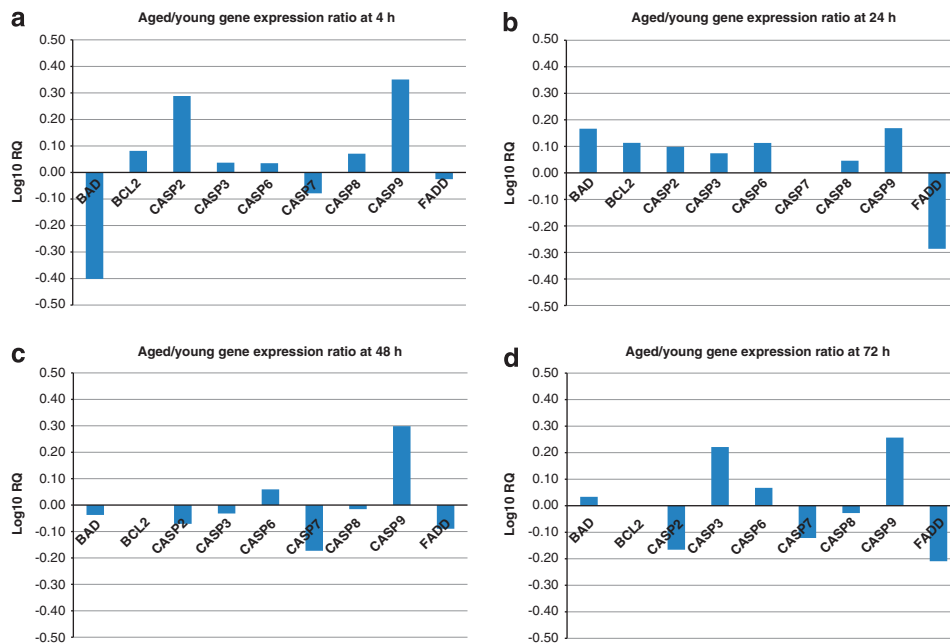 a
Aged/young gene expression ratio at 4 h
0.50
0.40
0.30
0.20
0.10
0.00
-0.10
-0.20
-0.30
-0.40
-0.50
Log10 RQ
BAD
BCL2
CASP2
CASP3
CASP6
CASP7
CASP8
CASP9
FADD
b
Aged/young gene expression ratio at 24 h
0.50
0.40
0.30
0.20
0.10
0.00
-0.10
-0.20
-0.30
-0.40
-0.50
Log10 RQ
BAD
BCL2
CASP2
CASP3
CASP6
CASP7
CASP8
CASP9
FADD
c
Aged/young gene expression ratio at 48 h
0.50
0.40
0.30
0.20
0.10
0.00
-0.10
-0.20
-0.30
-0.40
-0.50
Log10 RQ
BAD
BCL2
CASP2
CASP3
CASP6
CASP7
CASP8
CASP9
FADD
d
Aged/young gene expression ratio at 72 h
0.50
0.40
0.30
0.20
0.10
0.00
-0.10
-0.20
-0.30
-0.40
-0.50
Log10 RQ
BAD
BCL2
CASP2
CASP3
CASP6
CASP7
CASP8
CASP9
FADD